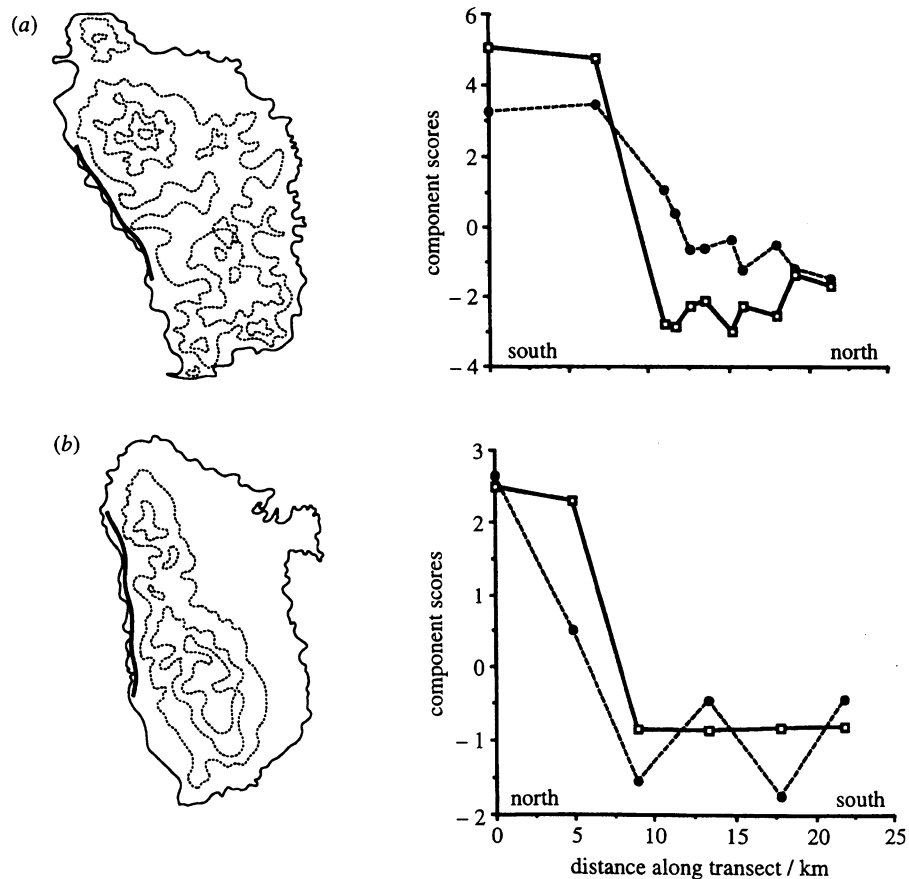 (a)
component scores
6
4
2
0
− 2
− 4
south north
(b)
component scores
3
2
1
0
− 1
− 2
north south
0 5 10 15 20 25
distance along transect / km